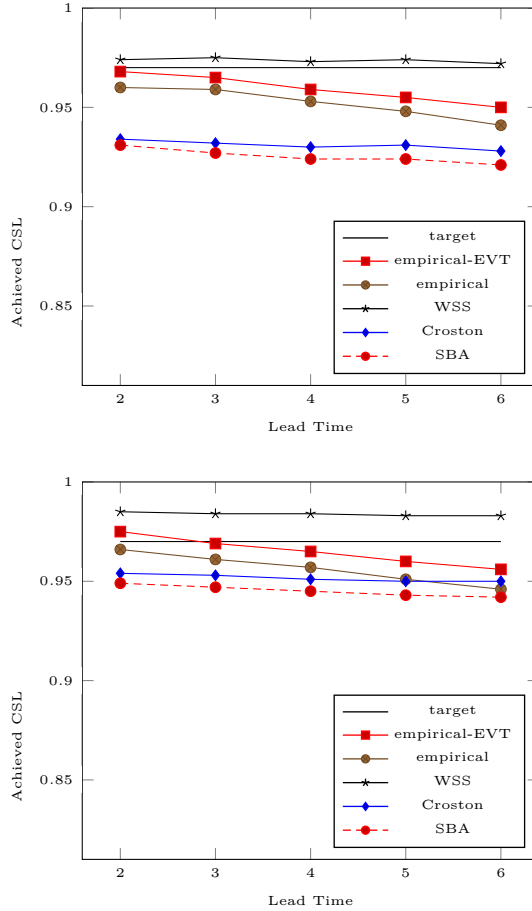 1
0.95
0.9
0.85
Achieved CSL
target
empirical-EVT
empirical
WSS
Croston
SBA
2 3 4 5 6
Lead Time
1
0.95
0.9
0.85
Achieved CSL
target
empirical-EVT
empirical
WSS
Croston
SBA
2 3 4 5 6
Lead Time